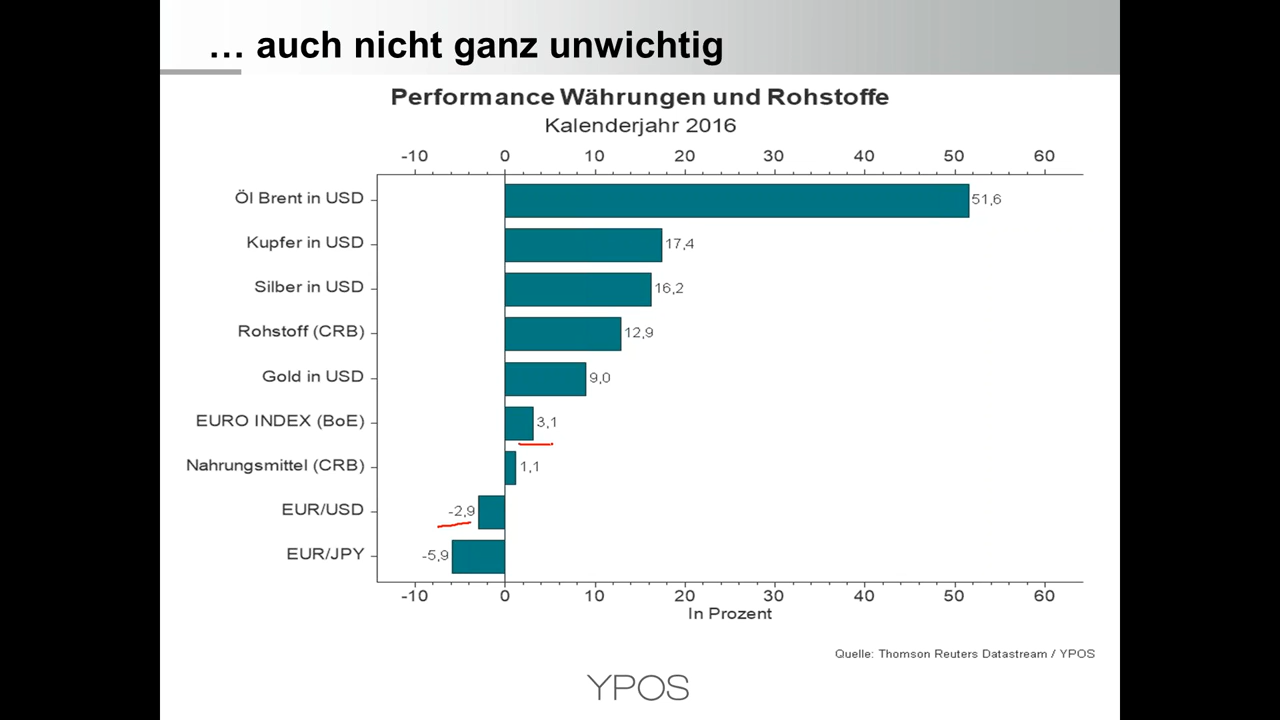 … auch nicht ganz unwichtig
Performance Währungen und Rohstoffe
Kalenderjahr 2016
-10 0 10 20 30 40 50 60
Öl Brent in USD 51,6
Kupfer in USD 17,4
Silber in USD 16,2
Rohstoff (CRB) 12,9
Gold in USD 9,0
EURO INDEX (BoE) 3,1
Nahrungsmittel (CRB) 1,1
EUR/USD -2,9
EUR/JPY -5,9
-10 0 10 20 30 40 50 60
In Prozent
Quelle: Thomson Reuters Datastream / YPOS
YPOS